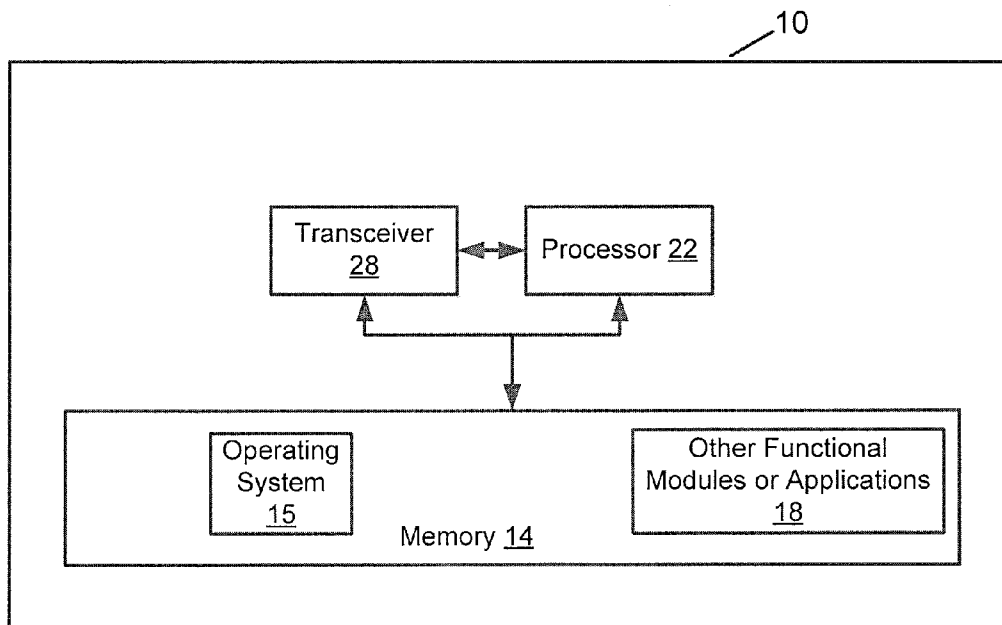 10
Transceiver
28
Processor 22
Operating
System
15
Other Functional
Modules or Applications
18
Memory 14